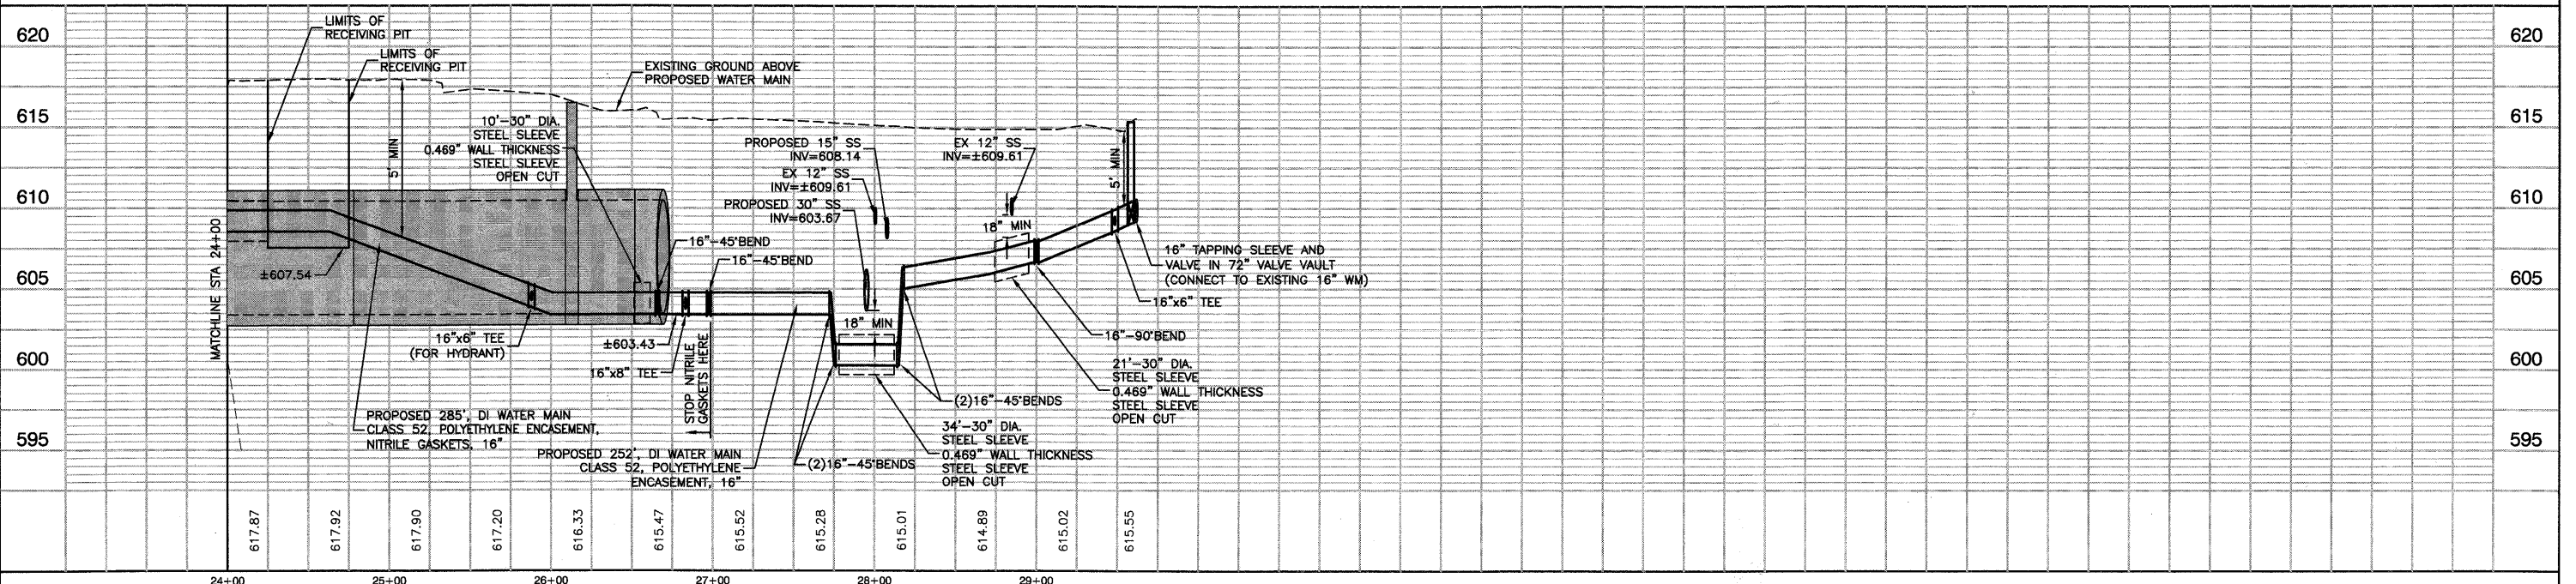 620
615
610
605
600
595
LIMITS OF
RECEIVING PIT
LIMITS OF
RECEIVING PIT
EXISTING GROUND ABOVE
PROPOSED WATER MAIN
10'-30" DIA.
STEEL SLEEVE
0.469" WALL THICKNESS
STEEL SLEEVE
OPEN CUT
5' MIN
MATCHLINE STA 24+00
±607.54
16"x6" TEE
(FOR HYDRANT)
PROPOSED 285', DI WATER MAIN
CLASS 52, POLYETHYLENE ENCASEMENT,
NITRILE GASKETS, 16"
16"-45°BEND
16"-45°BEND
±603.43
16"x8" TEE
STOP NITRILE
GASKETS HERE
PROPOSED 252', DI WATER MAIN
CLASS 52, POLYETHYLENE
ENCASEMENT, 16"
PROPOSED 15" SS
INV=608.14
EX 12" SS
INV=±609.61
PROPOSED 30" SS
INV=603.67
18" MIN
(2)16"-45°BENDS
(2)16"-45°BENDS
34'-30" DIA.
STEEL SLEEVE
0.469" WALL THICKNESS
STEEL SLEEVE
OPEN CUT
EX 12" SS
INV=±609.61
18" MIN
5' MIN
16" TAPPING SLEEVE AND
VALVE IN 72" VALVE VAULT
(CONNECT TO EXISTING 16" WM)
16"x6" TEE
16"-90°BEND
21'-30" DIA.
STEEL SLEEVE
0.469" WALL THICKNESS
STEEL SLEEVE
OPEN CUT
620
615
610
605
600
595
617.87
617.92
617.90
617.20
616.33
615.47
615.52
615.28
615.01
614.89
615.02
615.55
24+00
25+00
26+00
27+00
28+00
29+00